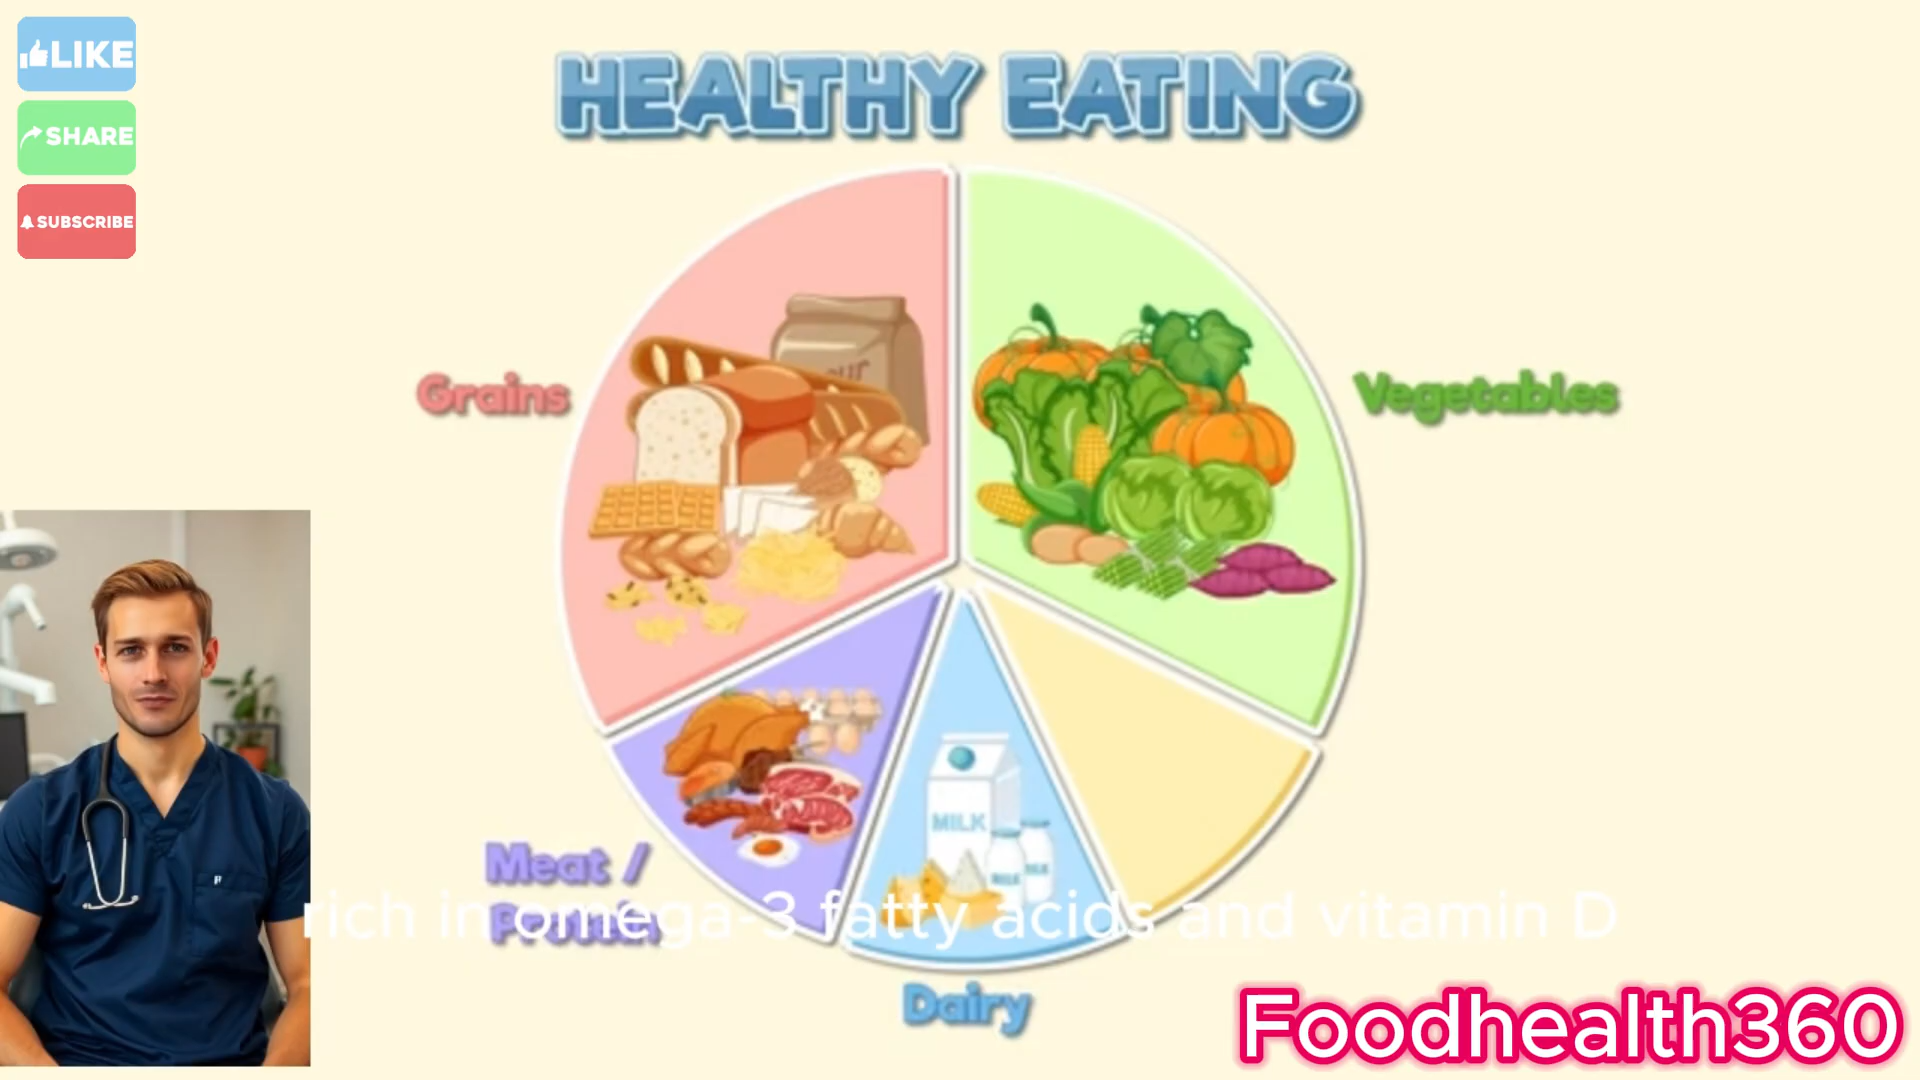 LIKE
SHARE
SUBSCRIBE
HEALTHY EATING
Grains
Vegetables
MILK
Meat /
Protein
rich in omega-3 fatty acids and vitamin D
Dairy
Foodhealth360